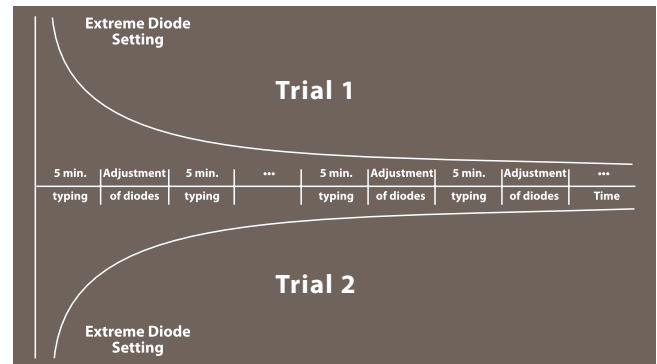 Extreme Diode
Setting
Trial 1
5 min. Adjustment 5 min. ••• 5 min. Adjustment 5 min. Adjustment •••
typing of diodes typing typing of diodes typing of diodes Time
Trial 2
Extreme Diode
Setting